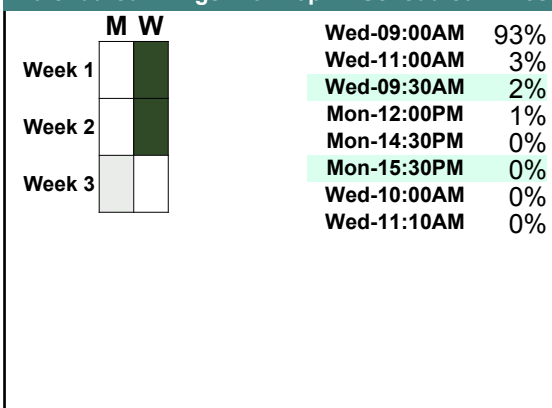 M W
Week 1
Week 2
Week 3
Wed-09:00AM 93%
Wed-11:00AM 3%
Wed-09:30AM 2%
Mon-12:00PM 1%
Mon-14:30PM 0%
Mon-15:30PM 0%
Wed-10:00AM 0%
Wed-11:10AM 0%